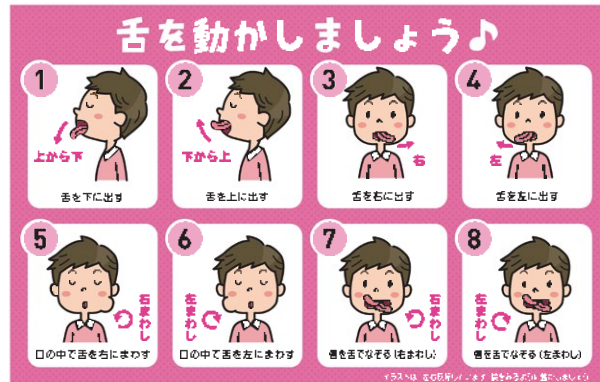 舌を動かしましょう♪
1
上から下
舌を下に出す
2
下から上
舌を上に出す
3
右
舌を右に出す
4
左
舌を左に出す
5
右まわし
口の中で舌を右にまわす
6
左まわし
口の中で舌を左にまわす
7
右まわし
唇を舌でなぞる(右まわし)
8
左まわし
唇を舌でなぞる(左まわし)
イラストは